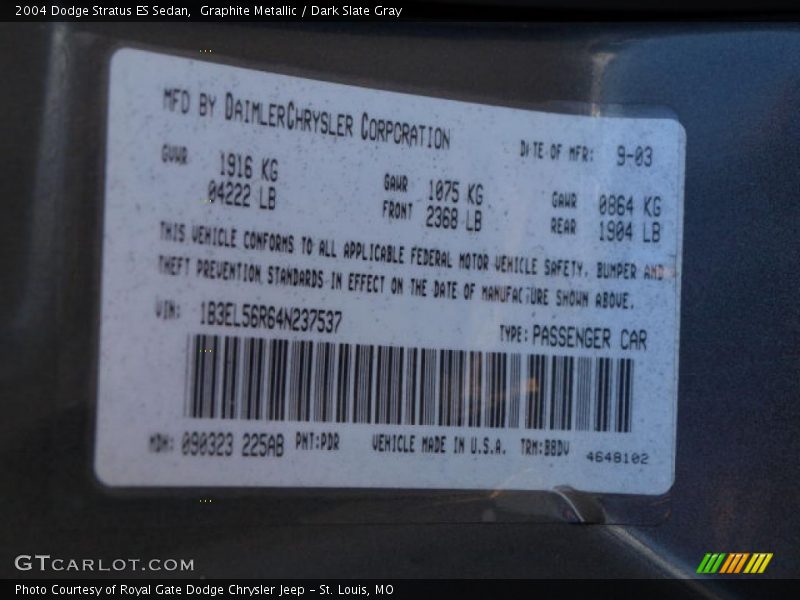 2004 Dodge Stratus ES Sedan,  Graphite Metallic / Dark Slate Gray
MFD BY DAIMLERCHRYSLER CORPORATION
DATE OF MFR: 9-03
GVWR 1916 KG
04222 LB
GAWR 1075 KG
FRONT 2368 LB
GAWR 0864 KG
REAR 1904 LB
THIS VEHICLE CONFORMS TO ALL APPLICABLE FEDERAL MOTOR VEHICLE SAFETY, BUMPER AND
THEFT PREVENTION STANDARDS IN EFFECT ON THE DATE OF MANUFACTURE SHOWN ABOVE.
VIN: 1B3EL56R64N237537
TYPE: PASSENGER CAR
MDH: 090323 225AB PNT:PDR VEHICLE MADE IN U.S.A. TRM:BBDV
4648102
GTCARLOT.COM
Photo Courtesy of Royal Gate Dodge Chrysler Jeep - St. Louis, MO